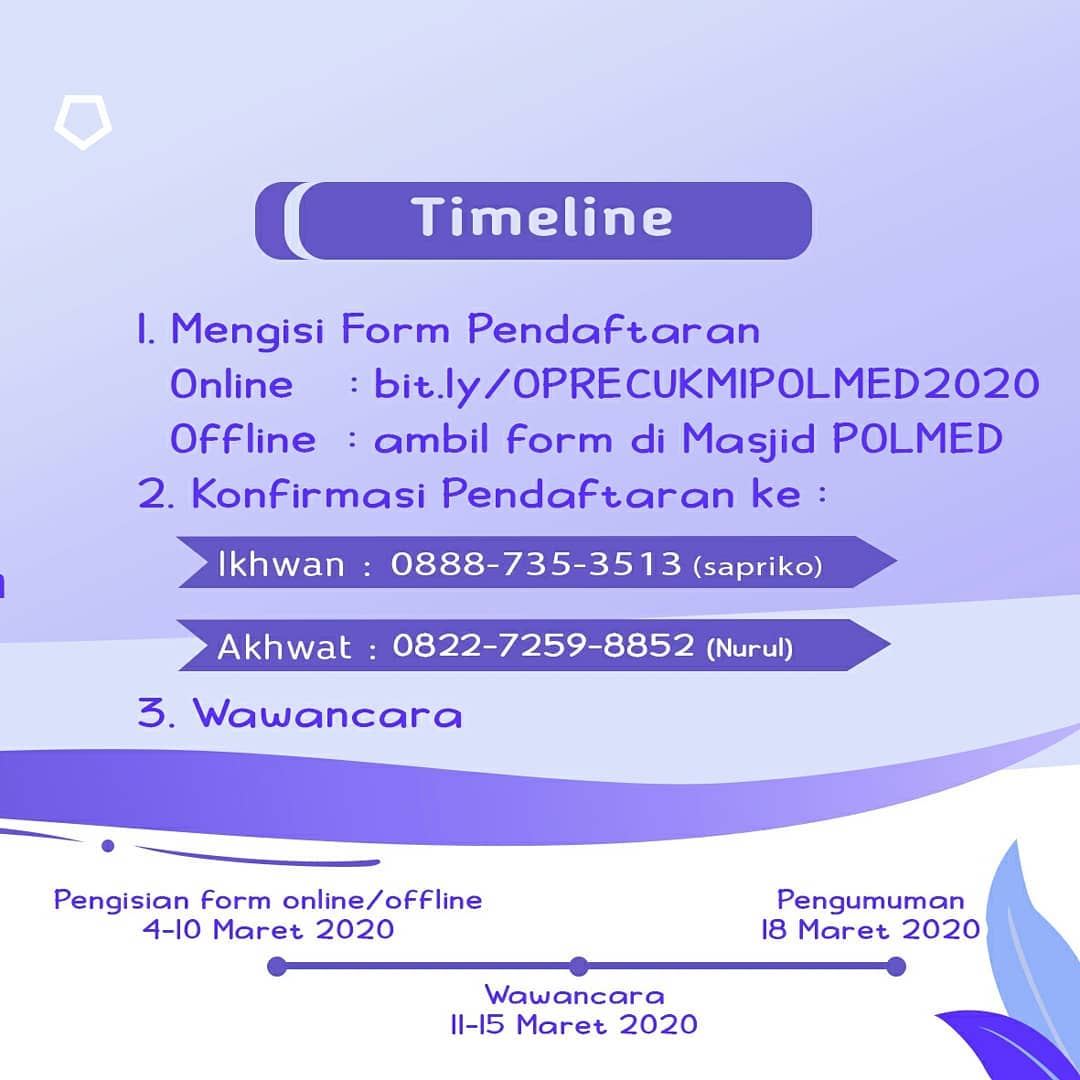 Timeline
1. Mengisi Form Pendaftaran
Online : bit.ly/OPRECUKMIPOLMED2020
Offline : ambil form di Masjid POLMED
2. Konfirmasi Pendaftaran ke :
Ikhwan : 0888-735-3513 (sapriko)
Akhwat : 0822-7259-8852 (Nurul)
3. Wawancara
Pengisian form online/offline
4-10 Maret 2020
Pengumuman
18 Maret 2020
Wawancara
11-15 Maret 2020